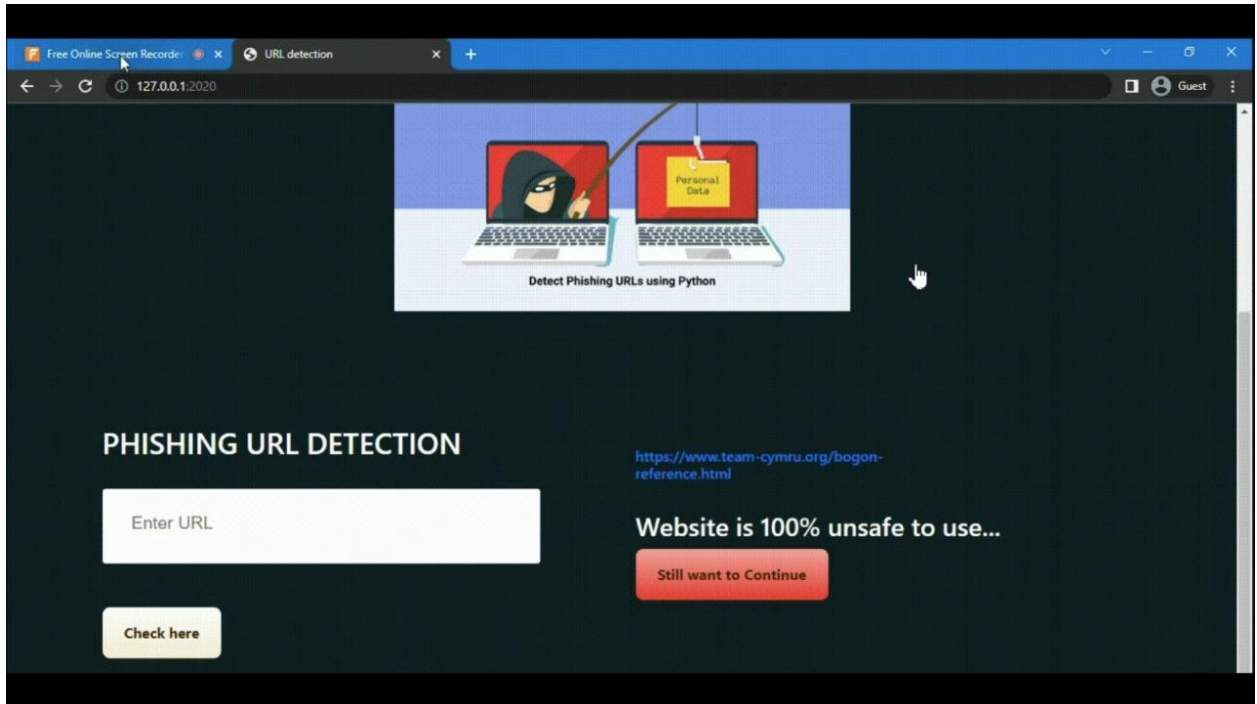 Free Online Screen Recorder
URL detection
127.0.0.1:2020
Guest
Personal
Data
Detect Phishing URLs using Python
PHISHING URL DETECTION
Enter URL
Check here
https://www.team-cymru.org/bogon-
reference.html
Website is 100% unsafe to use...
Still want to Continue